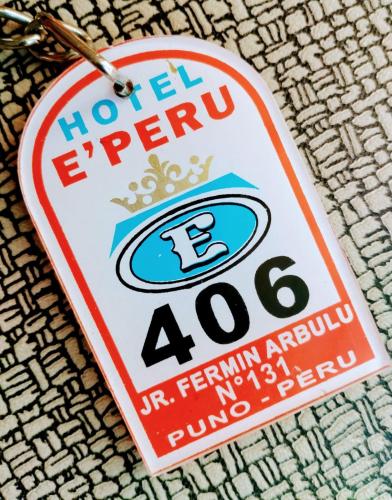 HOTEL
E'PERU
E
406
JR. FERMIN ARBULU
N°131
PUNO - PERU